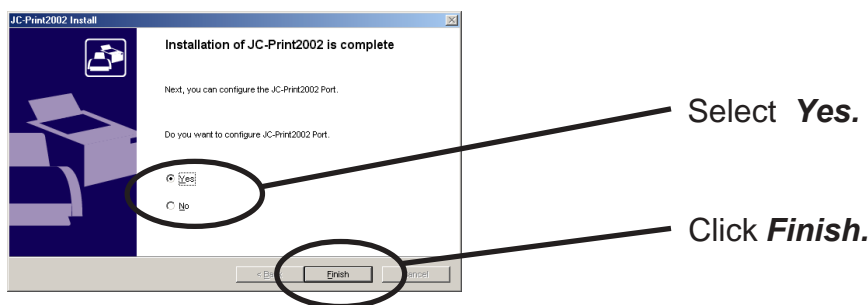 JC-Print2002 Install
Installation of JC-Print2002 is complete
Next, you can configure the JC-Print2002 Port.
Do you want to configure JC-Print2002 Port.
Yes
No
Select Yes.
Click Finish.
Finish